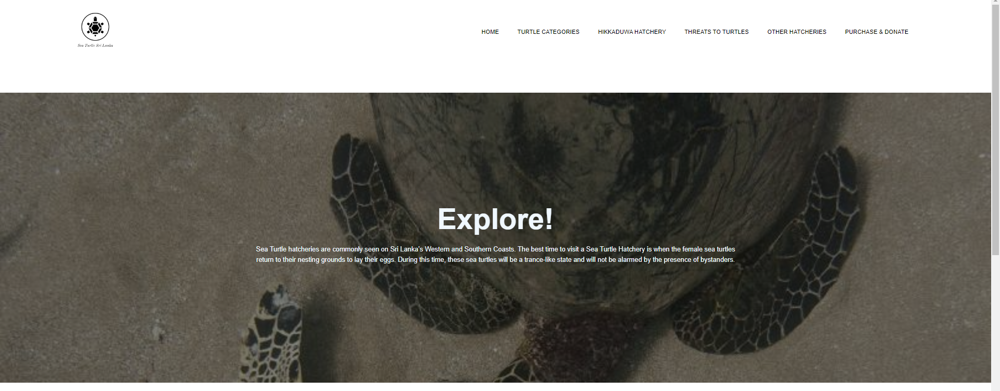 Sea Turtle Sri Lanka
HOME TURTLE CATEGORIES HIKKADUWA HATCHERY THREATS TO TURTLES OTHER HATCHERIES PURCHASE & DONATE
Explore!
Sea Turtle hatcheries are commonly seen on Sri Lanka's Western and Southern Coasts. The best time to visit a Sea Turtle Hatchery is when the female sea turtles
return to their nesting grounds to lay their eggs. During this time, these sea turtles will be a trance-like state and will not be alarmed by the presence of bystanders.